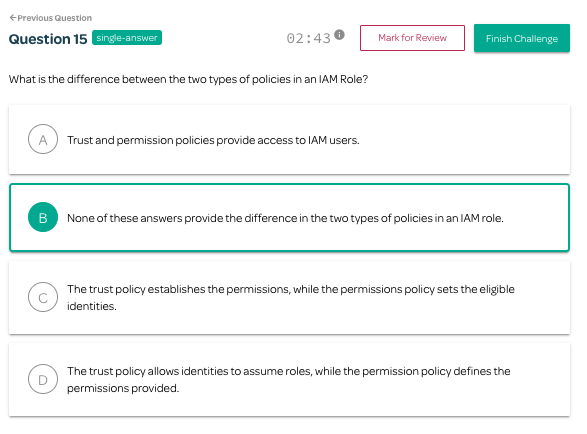 ←Previous Question
Question 15 single-answer 02:43 i Mark for Review Finish Challenge
What is the difference between the two types of policies in an IAM Role?
A Trust and permission policies provide access to IAM users.
B None of these answers provide the difference in the two types of policies in an IAM role.
C The trust policy establishes the permissions, while the permissions policy sets the eligible
identities.
D The trust policy allows identities to assume roles, while the permission policy defines the
permissions provided.